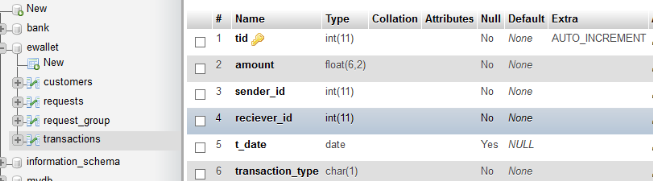 New
bank
ewallet
New
customers
requests
request_group
transactions
information_schema
# Name Type Collation Attributes Null Default Extra
1 tid int(11) No None AUTO_INCREMENT
2 amount float(6,2) No None
3 sender_id int(11) No None
4 reciever_id int(11) No None
5 t_date date Yes NULL
6 transaction_type char(1) No None